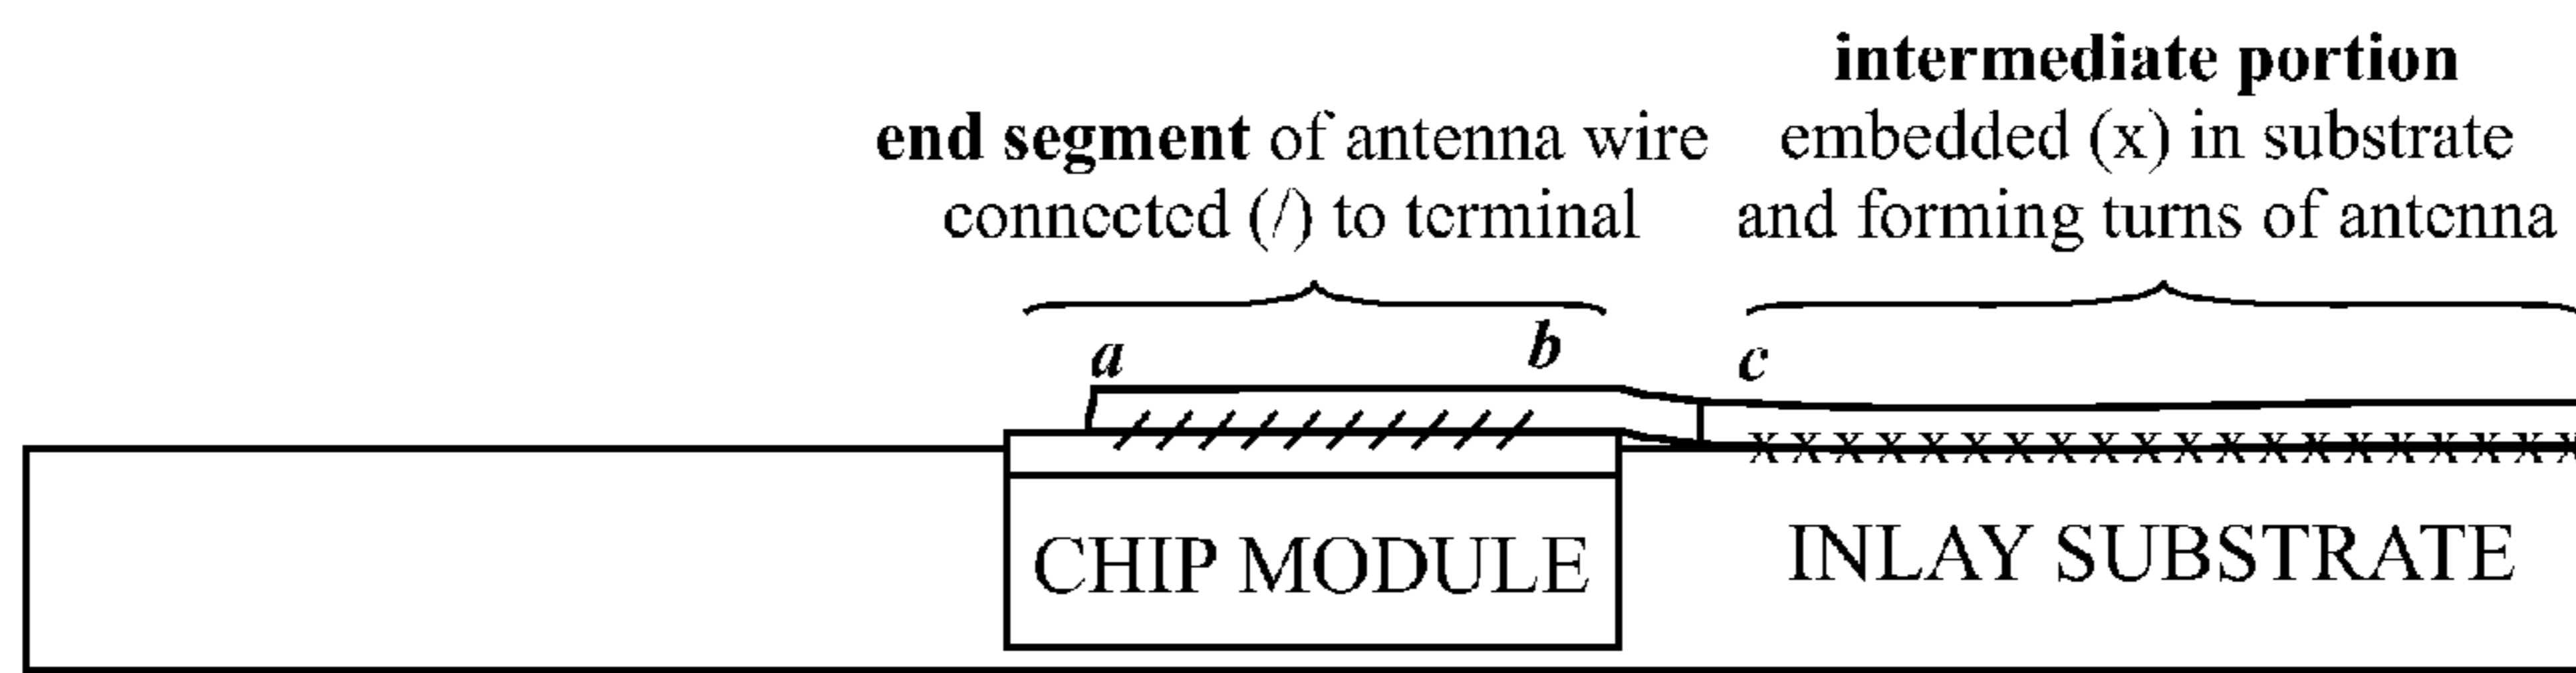 intermediate portion
end segment of antenna wire
embedded (x) in substrate
connected (/) to terminal
and forming turns of antenna
a
b
c
/ / / / / / / / / /
x x x x x x x x x x x x x x x x x x x x
CHIP MODULE
INLAY SUBSTRATE